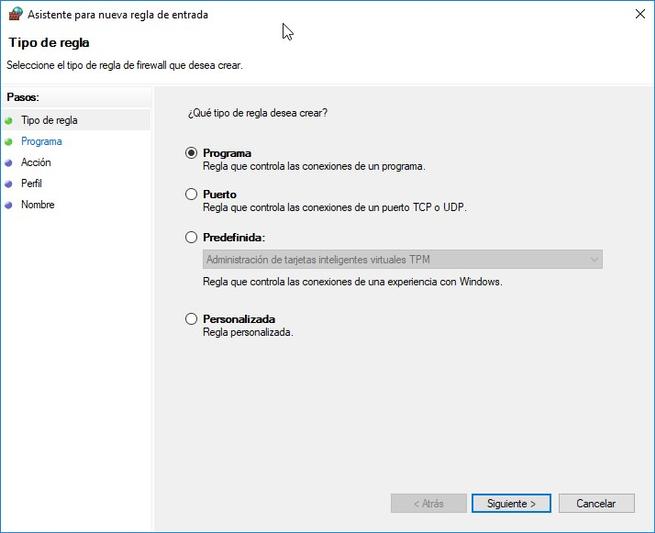 Asistente para nueva regla de entrada
Tipo de regla
Seleccione el tipo de regla de firewall que desea crear.
Pasos:
Tipo de regla
Programa
Acción
Perfil
Nombre
¿Qué tipo de regla desea crear?
Programa
Regla que controla las conexiones de un programa.
Puerto
Regla que controla las conexiones de un puerto TCP o UDP.
Predefinida:
Administración de tarjetas inteligentes virtuales TPM
Regla que controla las conexiones de una experiencia con Windows.
Personalizada
Regla personalizada.
< Atrás
Siguiente >
Cancelar